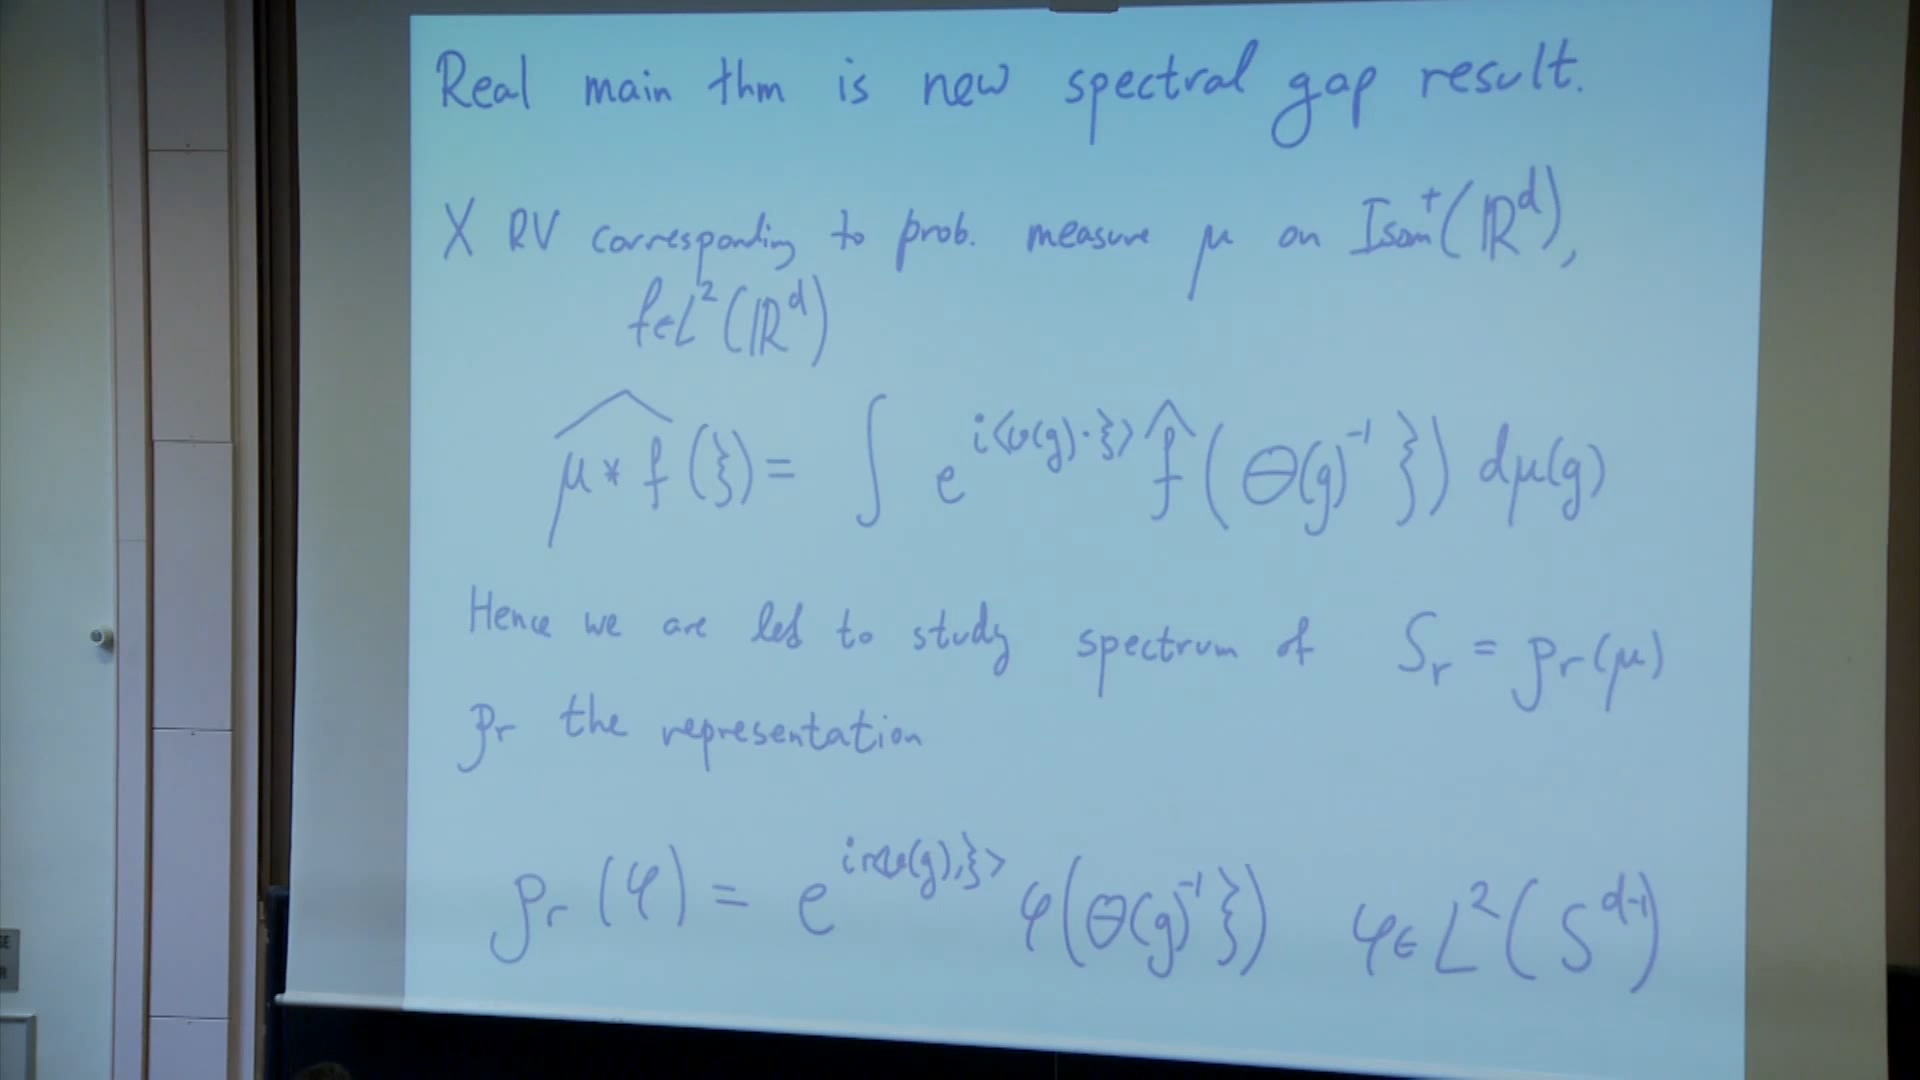 Real main thm is new spectral gap result.
X RV corresponding to prob. measure μ on Isom⁺(ℝᵈ),
f∈L²(ℝᵈ)
\widehat{μ*f}(ξ) = ∫ e^{i<v(g)·ξ>} \hat{f}(θ(g)⁻¹ξ) dμ(g)
Hence we are led to study spectrum of S_r = ρ_r(μ)
ρ_r the representation
ρ_r(φ) = e^{ir<v(g),ξ>} φ(θ(g)⁻¹ξ) φ∈L²(S^{d-1})